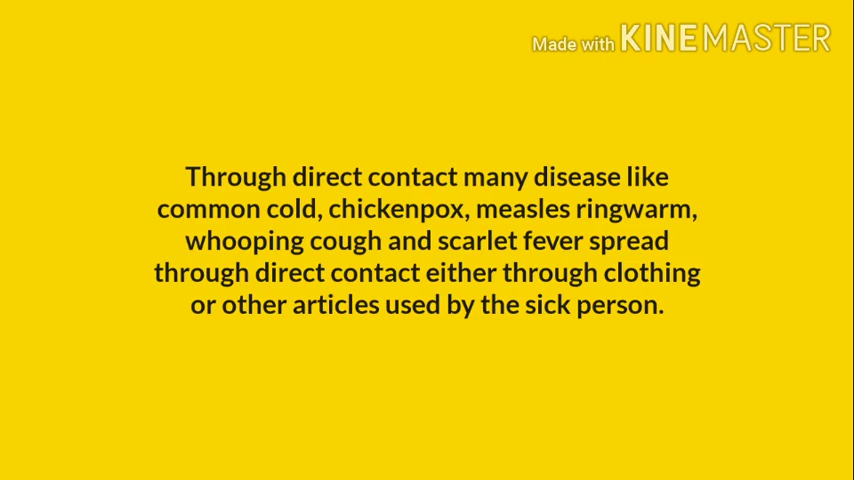 Made with KINEMASTER
Through direct contact many disease like
common cold, chickenpox, measles ringwarm,
whooping cough and scarlet fever spread
through direct contact either through clothing
or other articles used by the sick person.